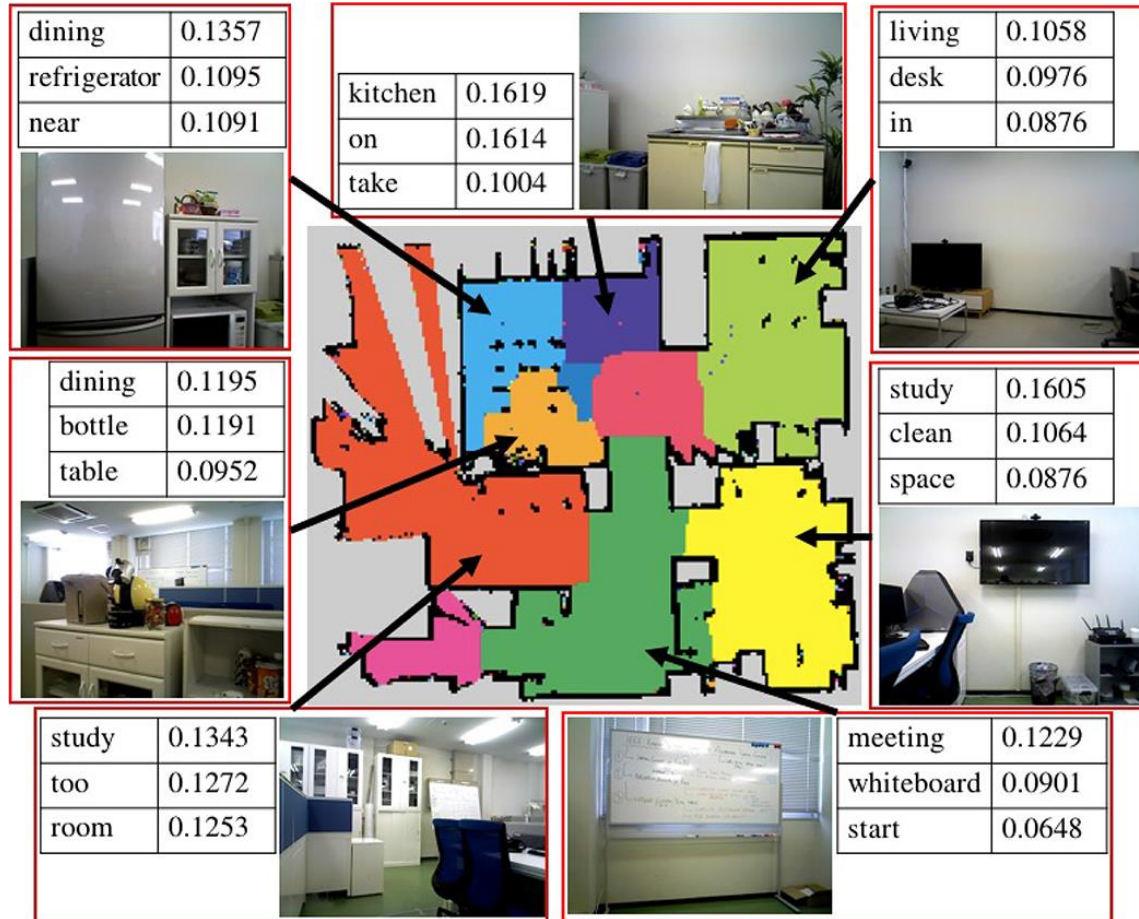 dining 0.1357
refrigerator 0.1095
near 0.1091
kitchen 0.1619
on 0.1614
take 0.1004
living 0.1058
desk 0.0976
in 0.0876
dining 0.1195
bottle 0.1191
table 0.0952
study 0.1605
clean 0.1064
space 0.0876
study 0.1343
too 0.1272
room 0.1253
meeting 0.1229
whiteboard 0.0901
start 0.0648